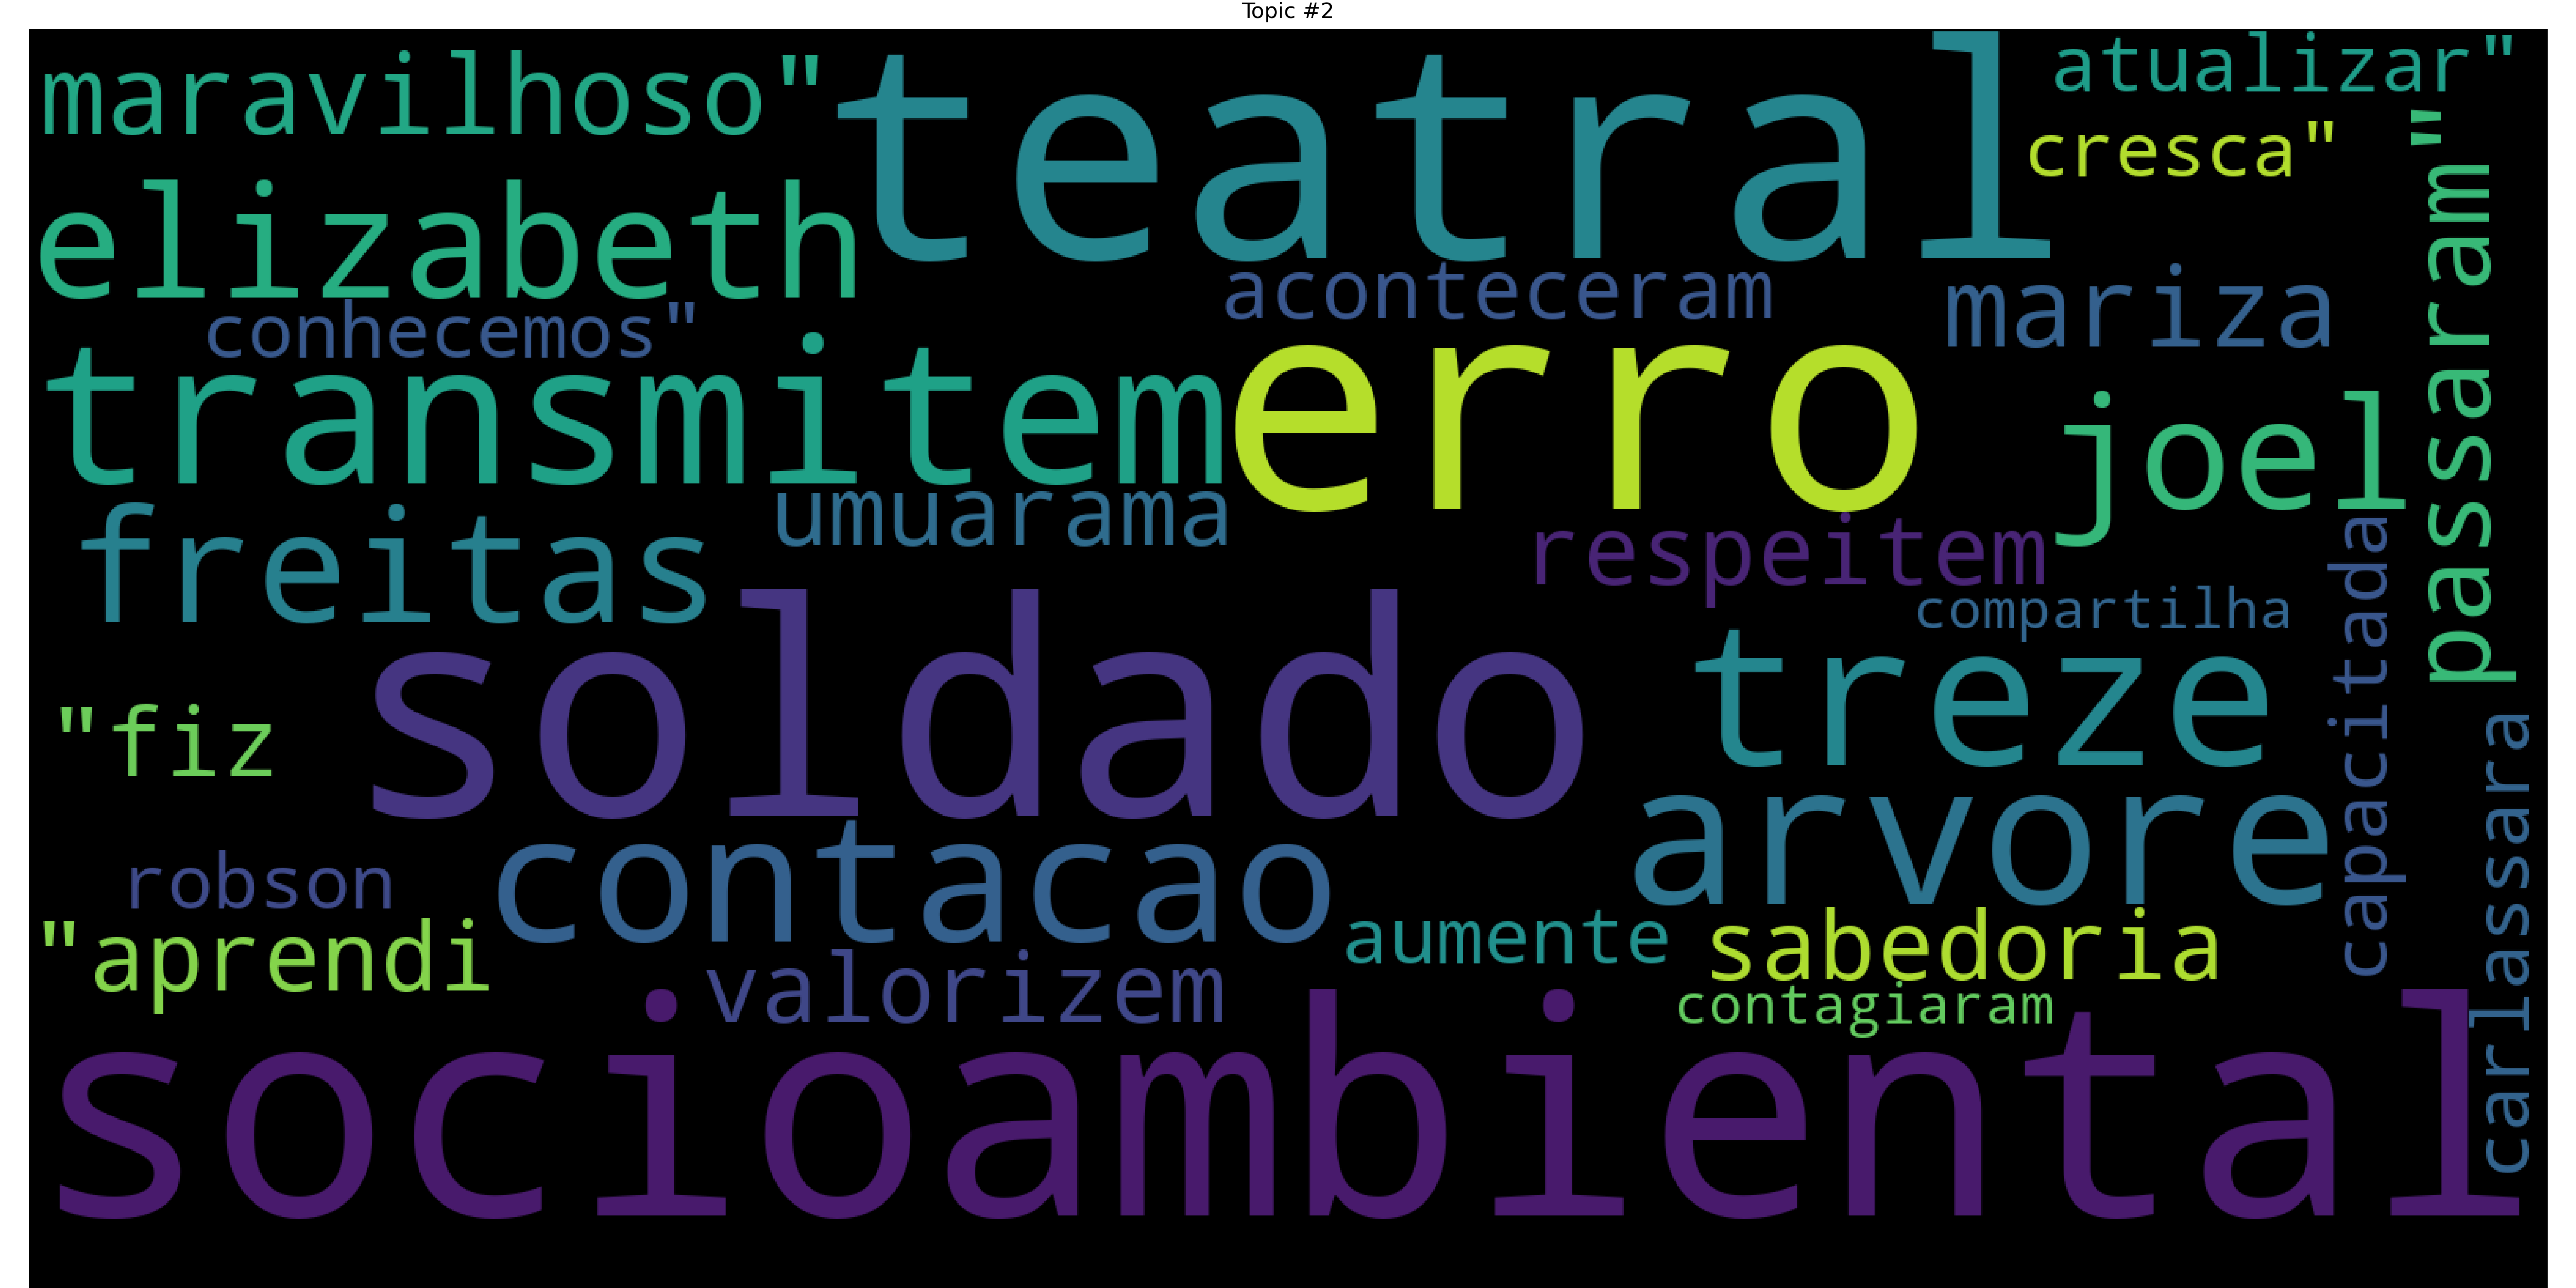 Topic #2
maravilhoso"
teatral
atualizar"
cresca"
passaram"
elizabeth
aconteceram
mariza
conhecemos"
transmitem
erro
joel
umuarama
freitas
respeitem
capacitada
compartilha
soldado
treze
"fiz
carlassara
arvore
contacao
robson
"aprendi
aumente
sabedoria
valorizem
contagiaram
socioambiental